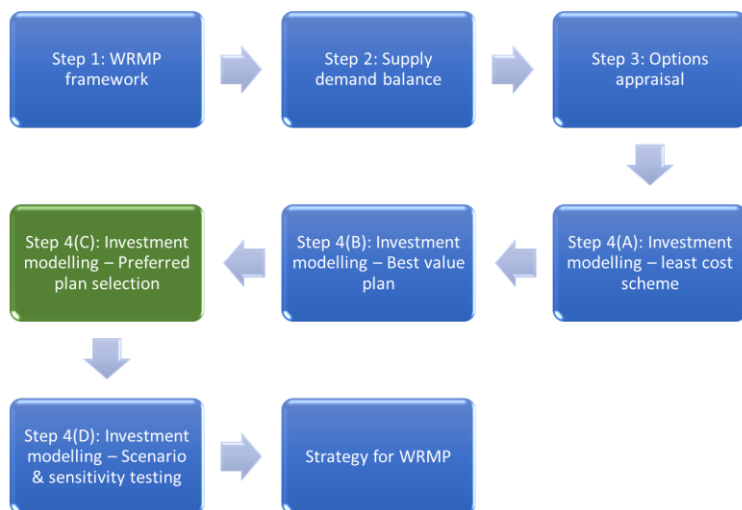 Step 1: WRMP
framework
Step 2: Supply
demand balance
Step 3: Options
appraisal
Step 4(A): Investment
modelling – least cost
scheme
Step 4(B): Investment
modelling – Best value
plan
Step 4(C): Investment
modelling – Preferred
plan selection
Step 4(D): Investment
modelling – Scenario
& sensitivity testing
Strategy for WRMP